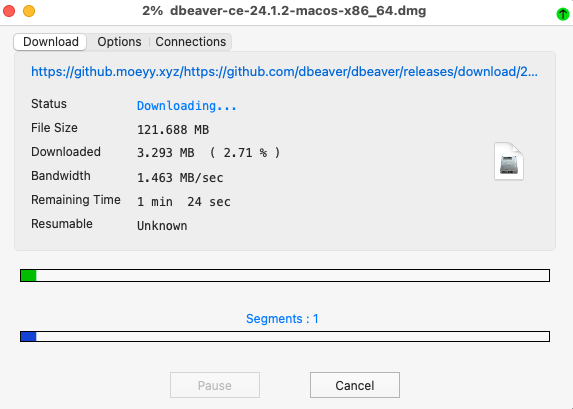 2% dbeaver-ce-24.1.2-macos-x86_64.dmg
Download Options Connections
https://github.moeyy.xyz/https://github.com/dbeaver/dbeaver/releases/download/2...
Status Downloading...
File Size 121.688 MB
Downloaded 3.293 MB ( 2.71 % )
Bandwidth 1.463 MB/sec
Remaining Time 1 min 24 sec
Resumable Unknown
Segments : 1
Pause Cancel